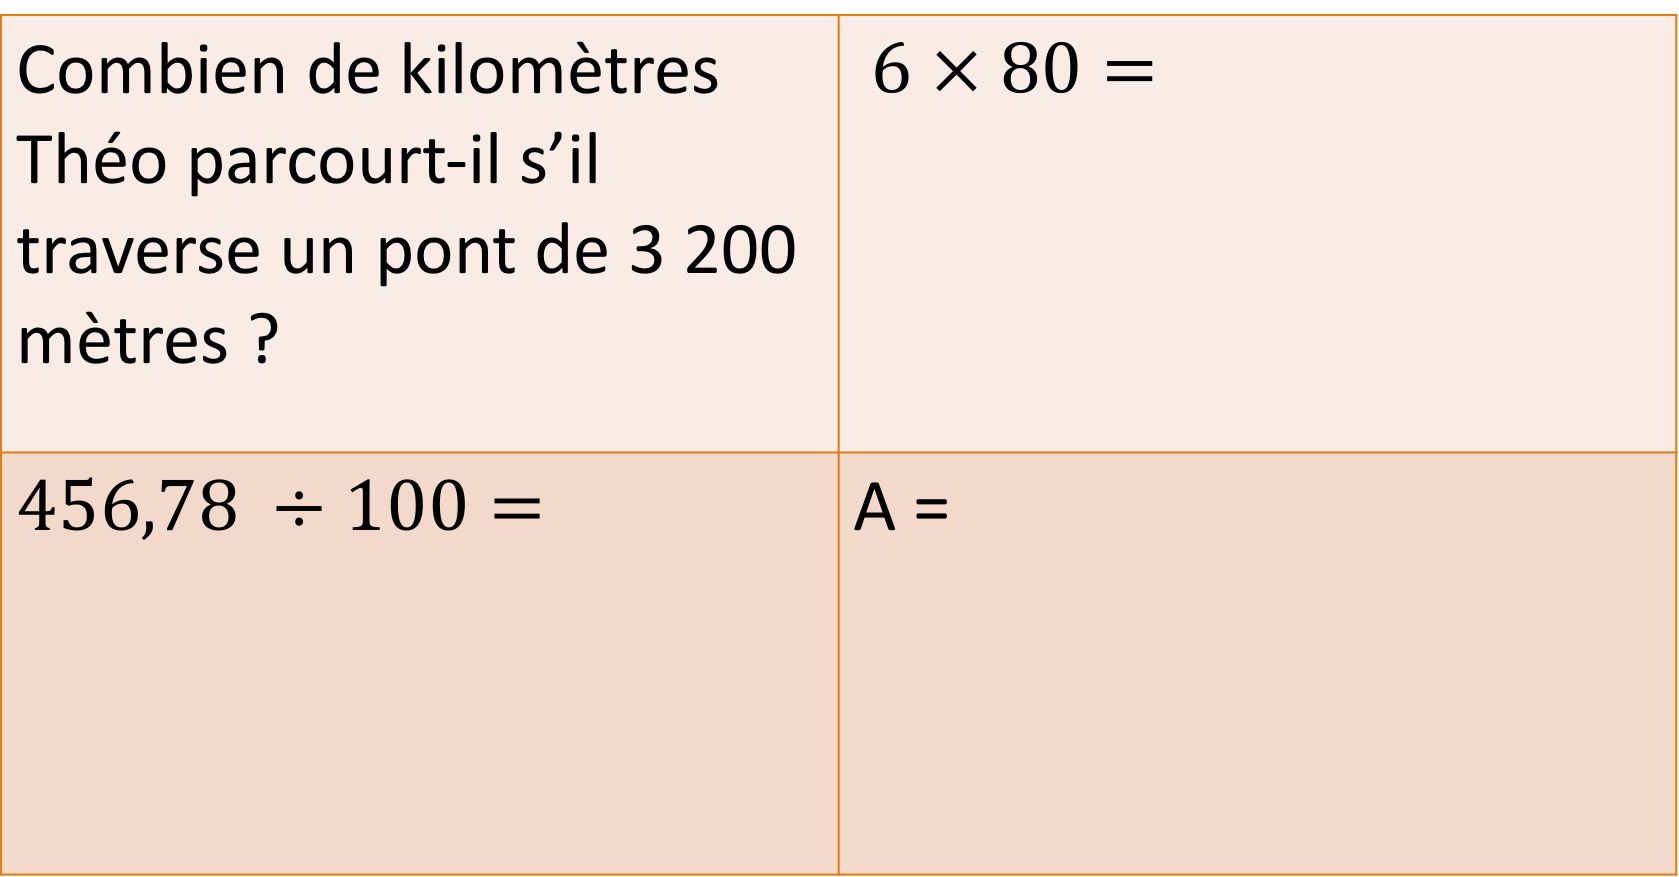 Combien de kilomètres
Théo parcourt-il s’il
traverse un pont de 3 200
mètres ?
6 × 80 =
456,78 ÷ 100 =
A =